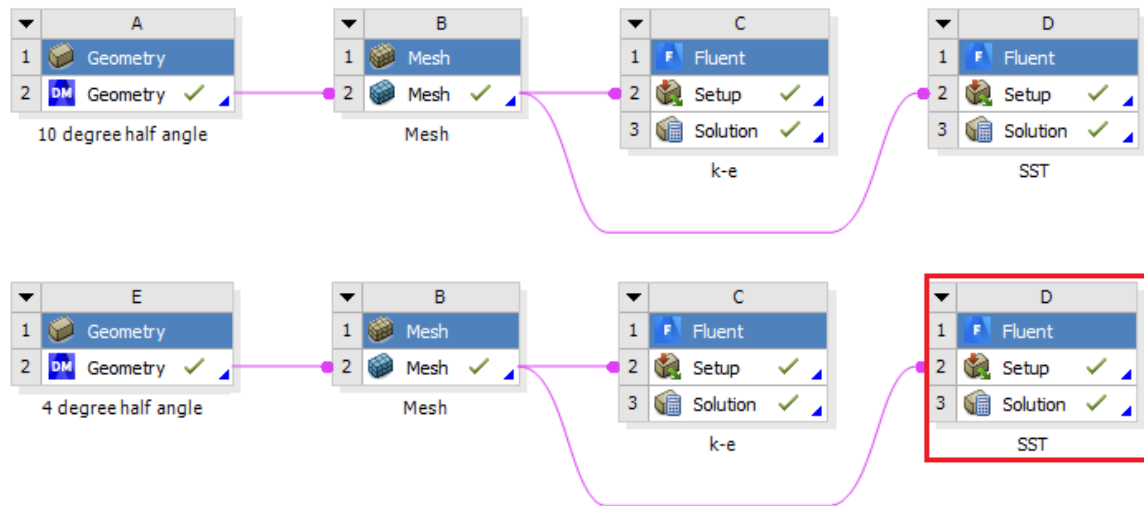 A B C D
1 Geometry 1 Mesh 1 F Fluent 1 F Fluent
2 DM Geometry 2 Mesh 2 Setup 2 Setup
3 Solution 3 Solution
10 degree half angle Mesh
k-e SST
E B C D
1 Geometry 1 Mesh 1 F Fluent 1 F Fluent
2 DM Geometry 2 Mesh 2 Setup 2 Setup
3 Solution 3 Solution
4 degree half angle Mesh
k-e SST